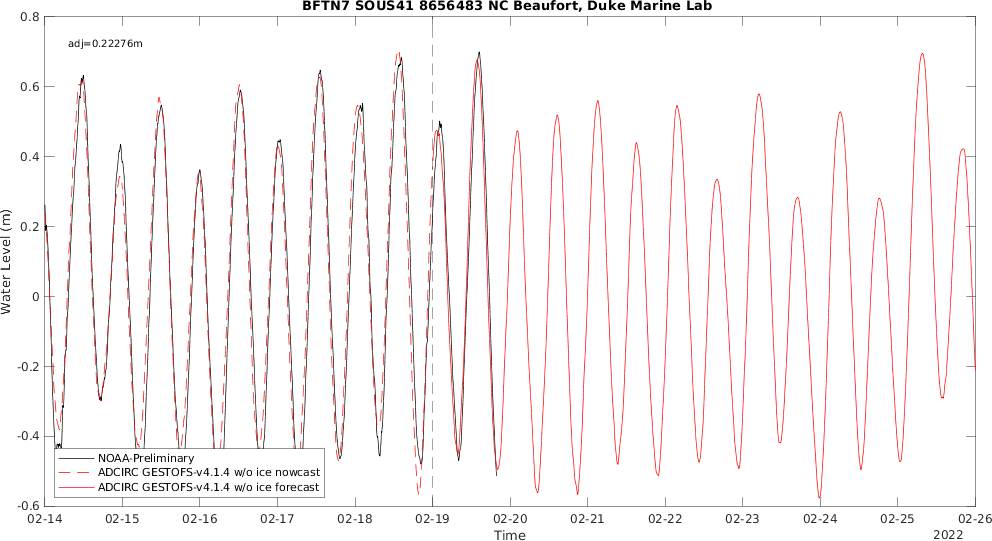 BFTN7 SOUS41 8656483 NC Beaufort, Duke Marine Lab
adj=0.22276m
0.8
0.6
0.4
0.2
0
-0.2
-0.4
-0.6
Water Level (m)
NOAA-Preliminary
ADCIRC GESTOFS-v4.1.4 w/o ice nowcast
ADCIRC GESTOFS-v4.1.4 w/o ice forecast
02-14 02-15 02-16 02-17 02-18 02-19 02-20 02-21 02-22 02-23 02-24 02-25 02-26
Time
2022